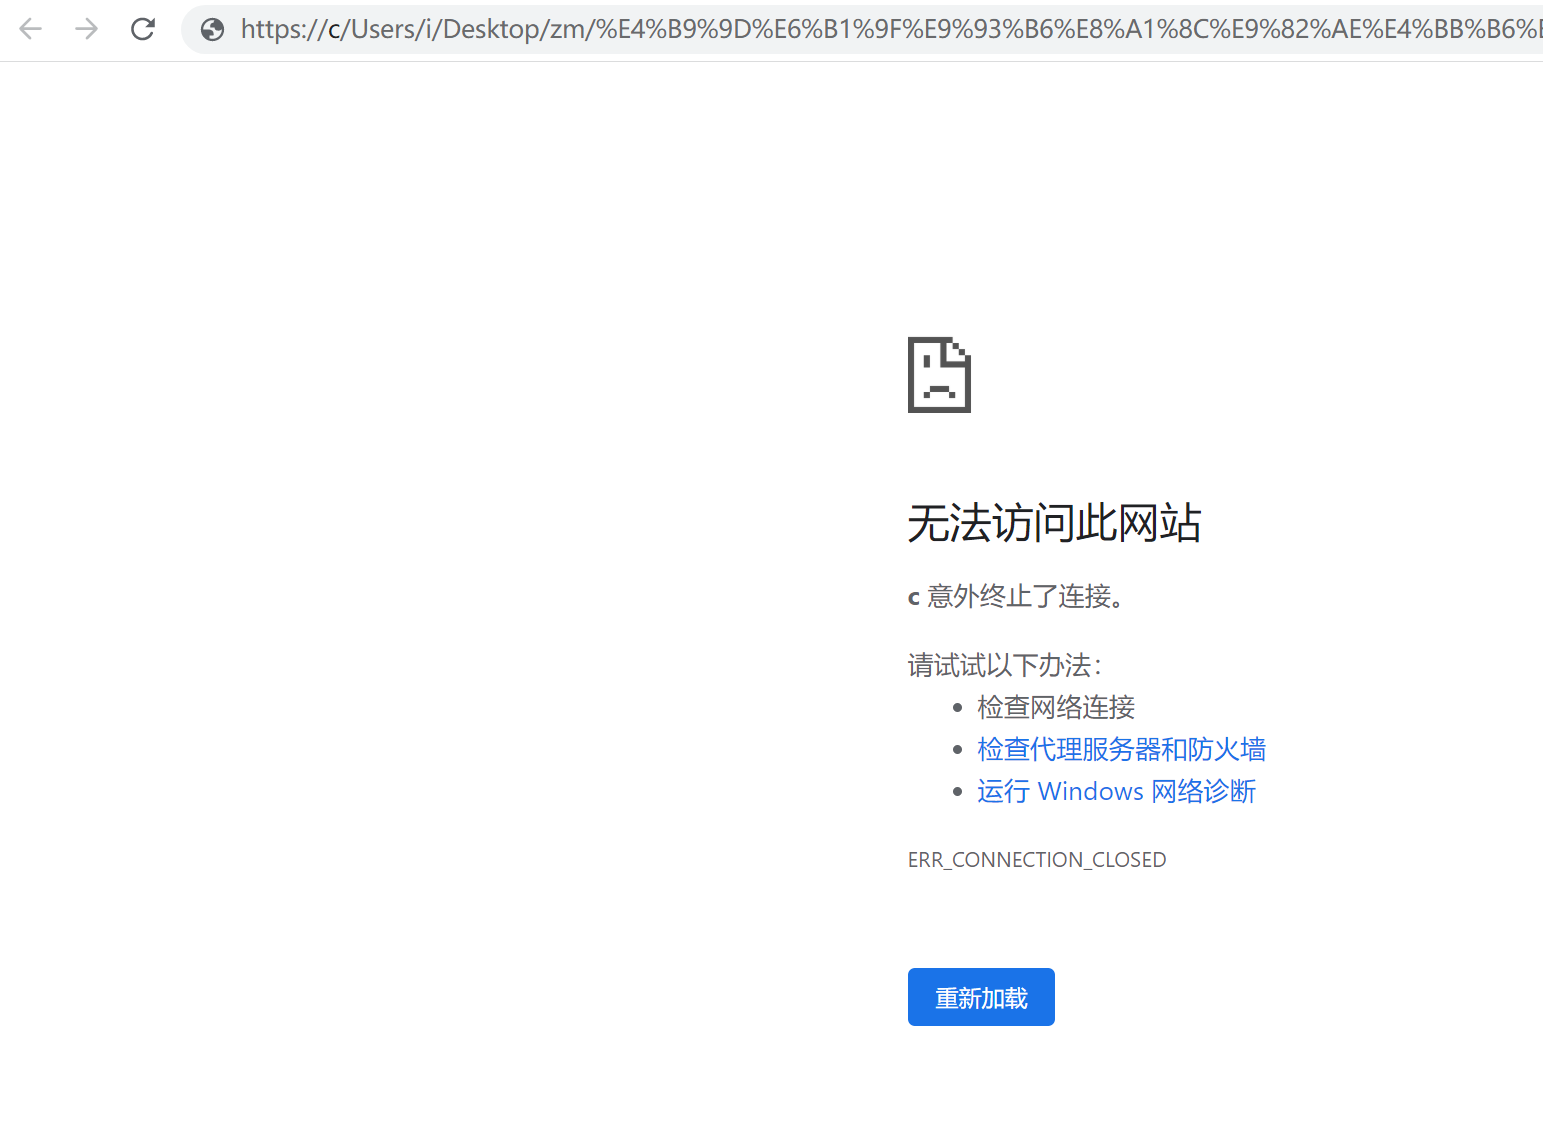 https://c/Users/i/Desktop/zm/%E4%B9%9D%E6%B1%9F%E9%93%B6%E8%A1%8C%E9%82%AE%E4%BB%B6%E
无法访问此网站
c 意外终止了连接。
请试试以下办法：
检查网络连接
检查代理服务器和防火墙
运行 Windows 网络诊断
ERR_CONNECTION_CLOSED
重新加载